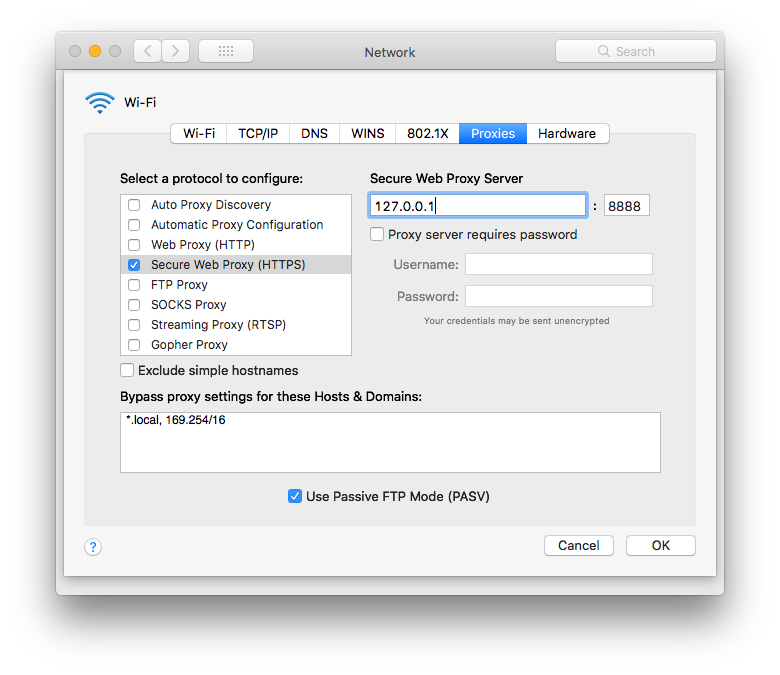 Network
Search
Wi-Fi
Wi-Fi TCP/IP DNS WINS 802.1X Proxies Hardware
Select a protocol to configure:
Auto Proxy Discovery
Automatic Proxy Configuration
Web Proxy (HTTP)
Secure Web Proxy (HTTPS)
FTP Proxy
SOCKS Proxy
Streaming Proxy (RTSP)
Gopher Proxy
Exclude simple hostnames
Secure Web Proxy Server
127.0.0.1 : 8888
Proxy server requires password
Username:
Password:
Your credentials may be sent unencrypted
Bypass proxy settings for these Hosts & Domains:
*.local, 169.254/16
Use Passive FTP Mode (PASV)
? Cancel OK